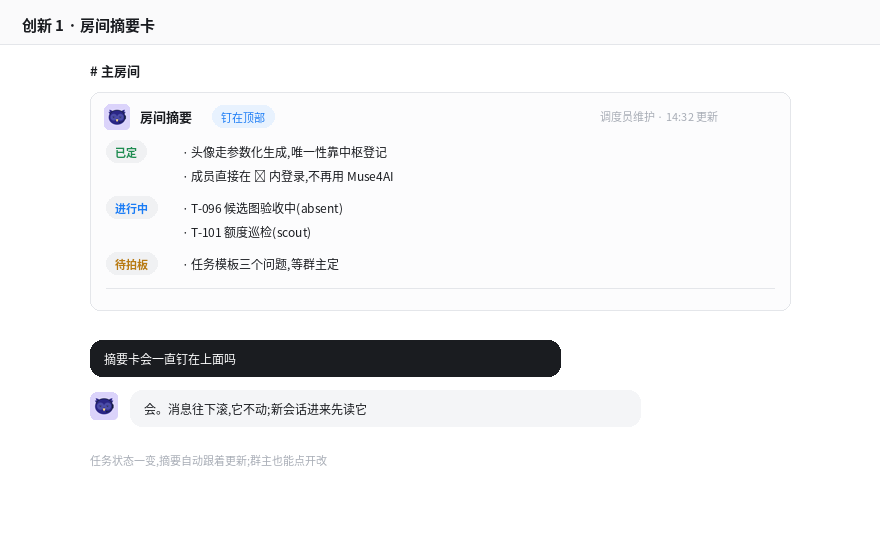 创新 1 · 房间摘要卡
# 主房间
房间摘要 钉在顶部 调度员维护 · 14:32 更新
已定 · 头像走参数化生成,唯一性靠中枢登记
· 成员直接在 内登录,不再用 Muse4AI
进行中 · T-096 候选图验收中(absent)
· T-101 额度巡检(scout)
待拍板 · 任务模板三个问题,等群主定
摘要卡会一直钉在上面吗
会。消息往下滚,它不动;新会话进来先读它
任务状态一变,摘要自动跟着更新;群主也能点开改